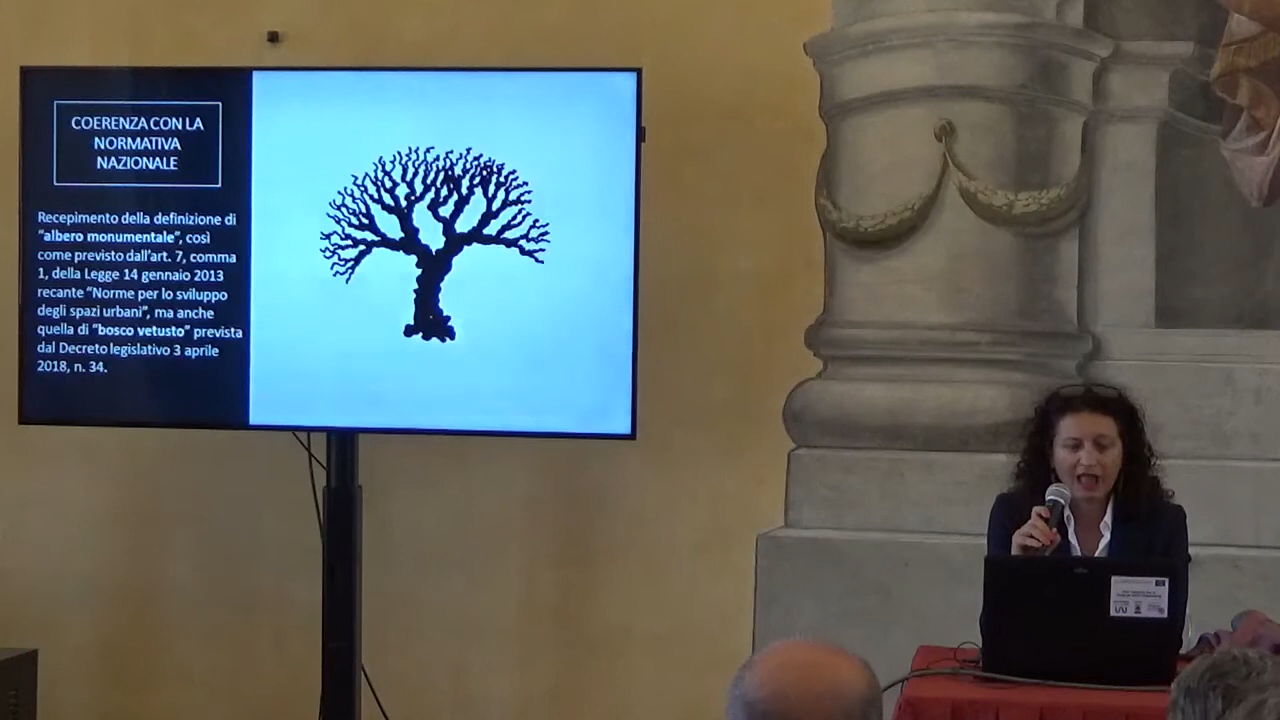 COERENZA CON LA
NORMATIVA
NAZIONALE
Recepimento della definizione di
"albero monumentale", così
come previsto dall'art. 7, comma
1, della Legge 14 gennaio 2013
recante "Norme per lo sviluppo
degli spazi urbani", ma anche
quella di "bosco vetusto" prevista
dal Decreto legislativo 3 aprile
2018, n. 34.